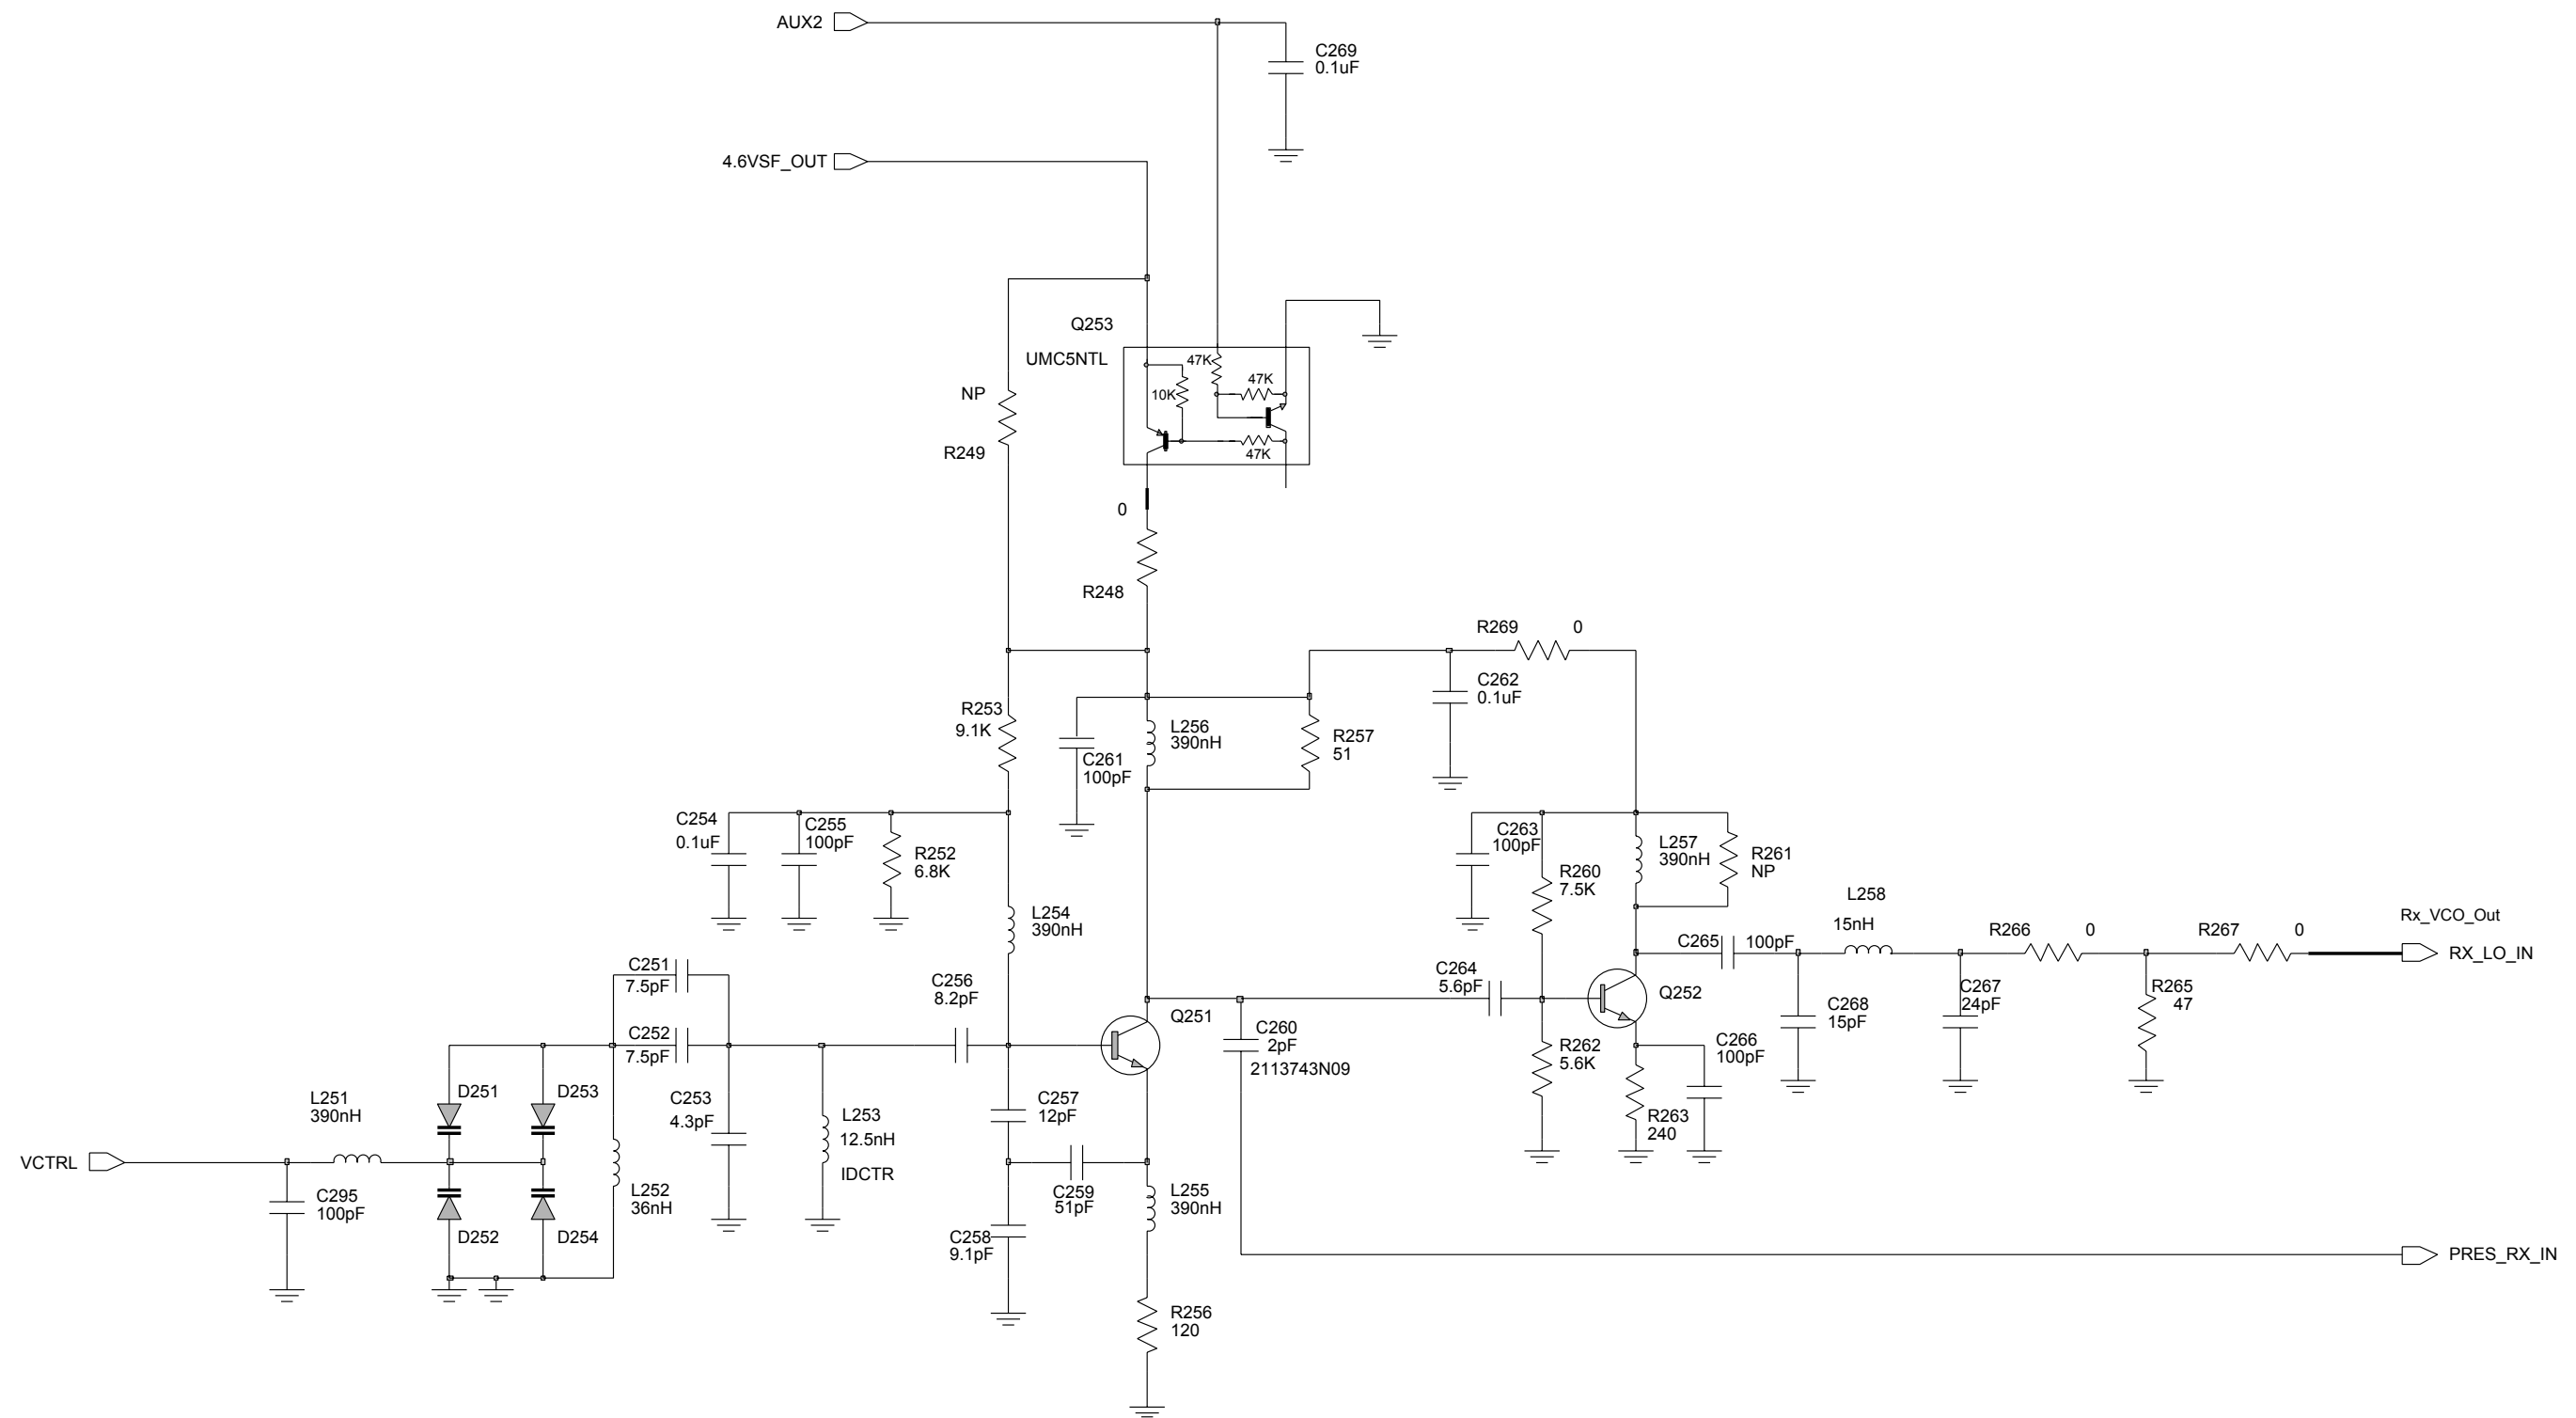 AUX2
C269
0.1uF
4.6VSF_OUT
Q253
UMC5NTL
47K
47K
10K
47K
NP
R249
0
R248
R269 0
C262
0.1uF
R253
9.1K
L256
390nH
C261
100pF
R257
51
C254
0.1uF
C255
100pF
R252
6.8K
C263
100pF
L257
390nH
R261
NP
R260
7.5K
L254
390nH
L258
15nH
Rx_VCO_Out
R266 0
R267 0
RX_LO_IN
C265 100pF
C251
7.5pF
C256
8.2pF
C264
5.6pF
Q252
C268
15pF
C267
24pF
R265
47
Q251
C252
7.5pF
C260
2pF
2113743N09
R262
5.6K
C266
100pF
L251
390nH
D251
D253
C253
4.3pF
L253
12.5nH
IDCTR
C257
12pF
R263
240
VCTRL
C295
100pF
L252
36nH
C259
51pF
L255
390nH
D252
D254
C258
9.1pF
PRES_RX_IN
R256
120